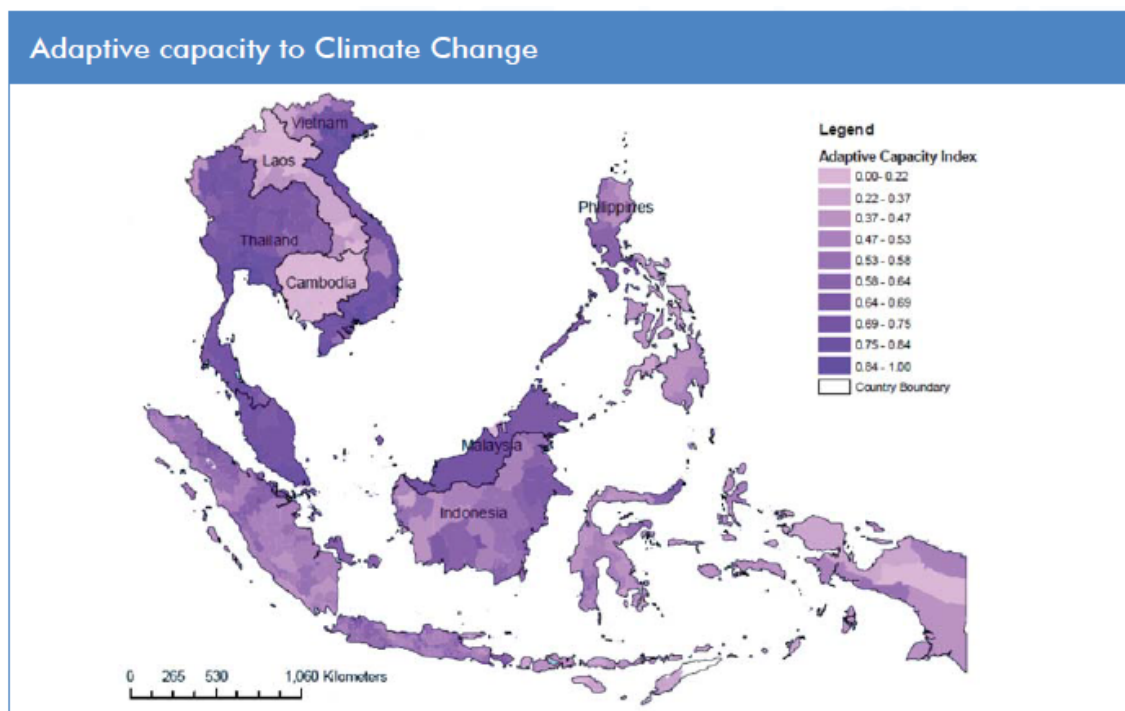 Adaptive capacity to Climate Change
Vietnam
Laos
Thailand
Cambodia
Philippines
Malaysia
Indonesia
Legend
Adaptive Capacity Index
0.00- 0.22
0.22 - 0.37
0.37 - 0.47
0.47 - 0.53
0.53 - 0.58
0.58 - 0.64
0.64 - 0.69
0.69 - 0.75
0.75 - 0.84
0.84 - 1.00
Country Boundary
0 265 530 1,060 Kilometers